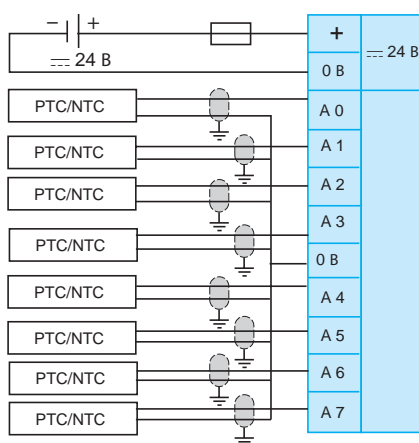 − +
⎓ 24 В
+
⎓ 24 В
0 В
PTC/NTC
A 0
PTC/NTC
A 1
PTC/NTC
A 2
PTC/NTC
A 3
0 В
PTC/NTC
A 4
PTC/NTC
A 5
PTC/NTC
A 6
PTC/NTC
A 7